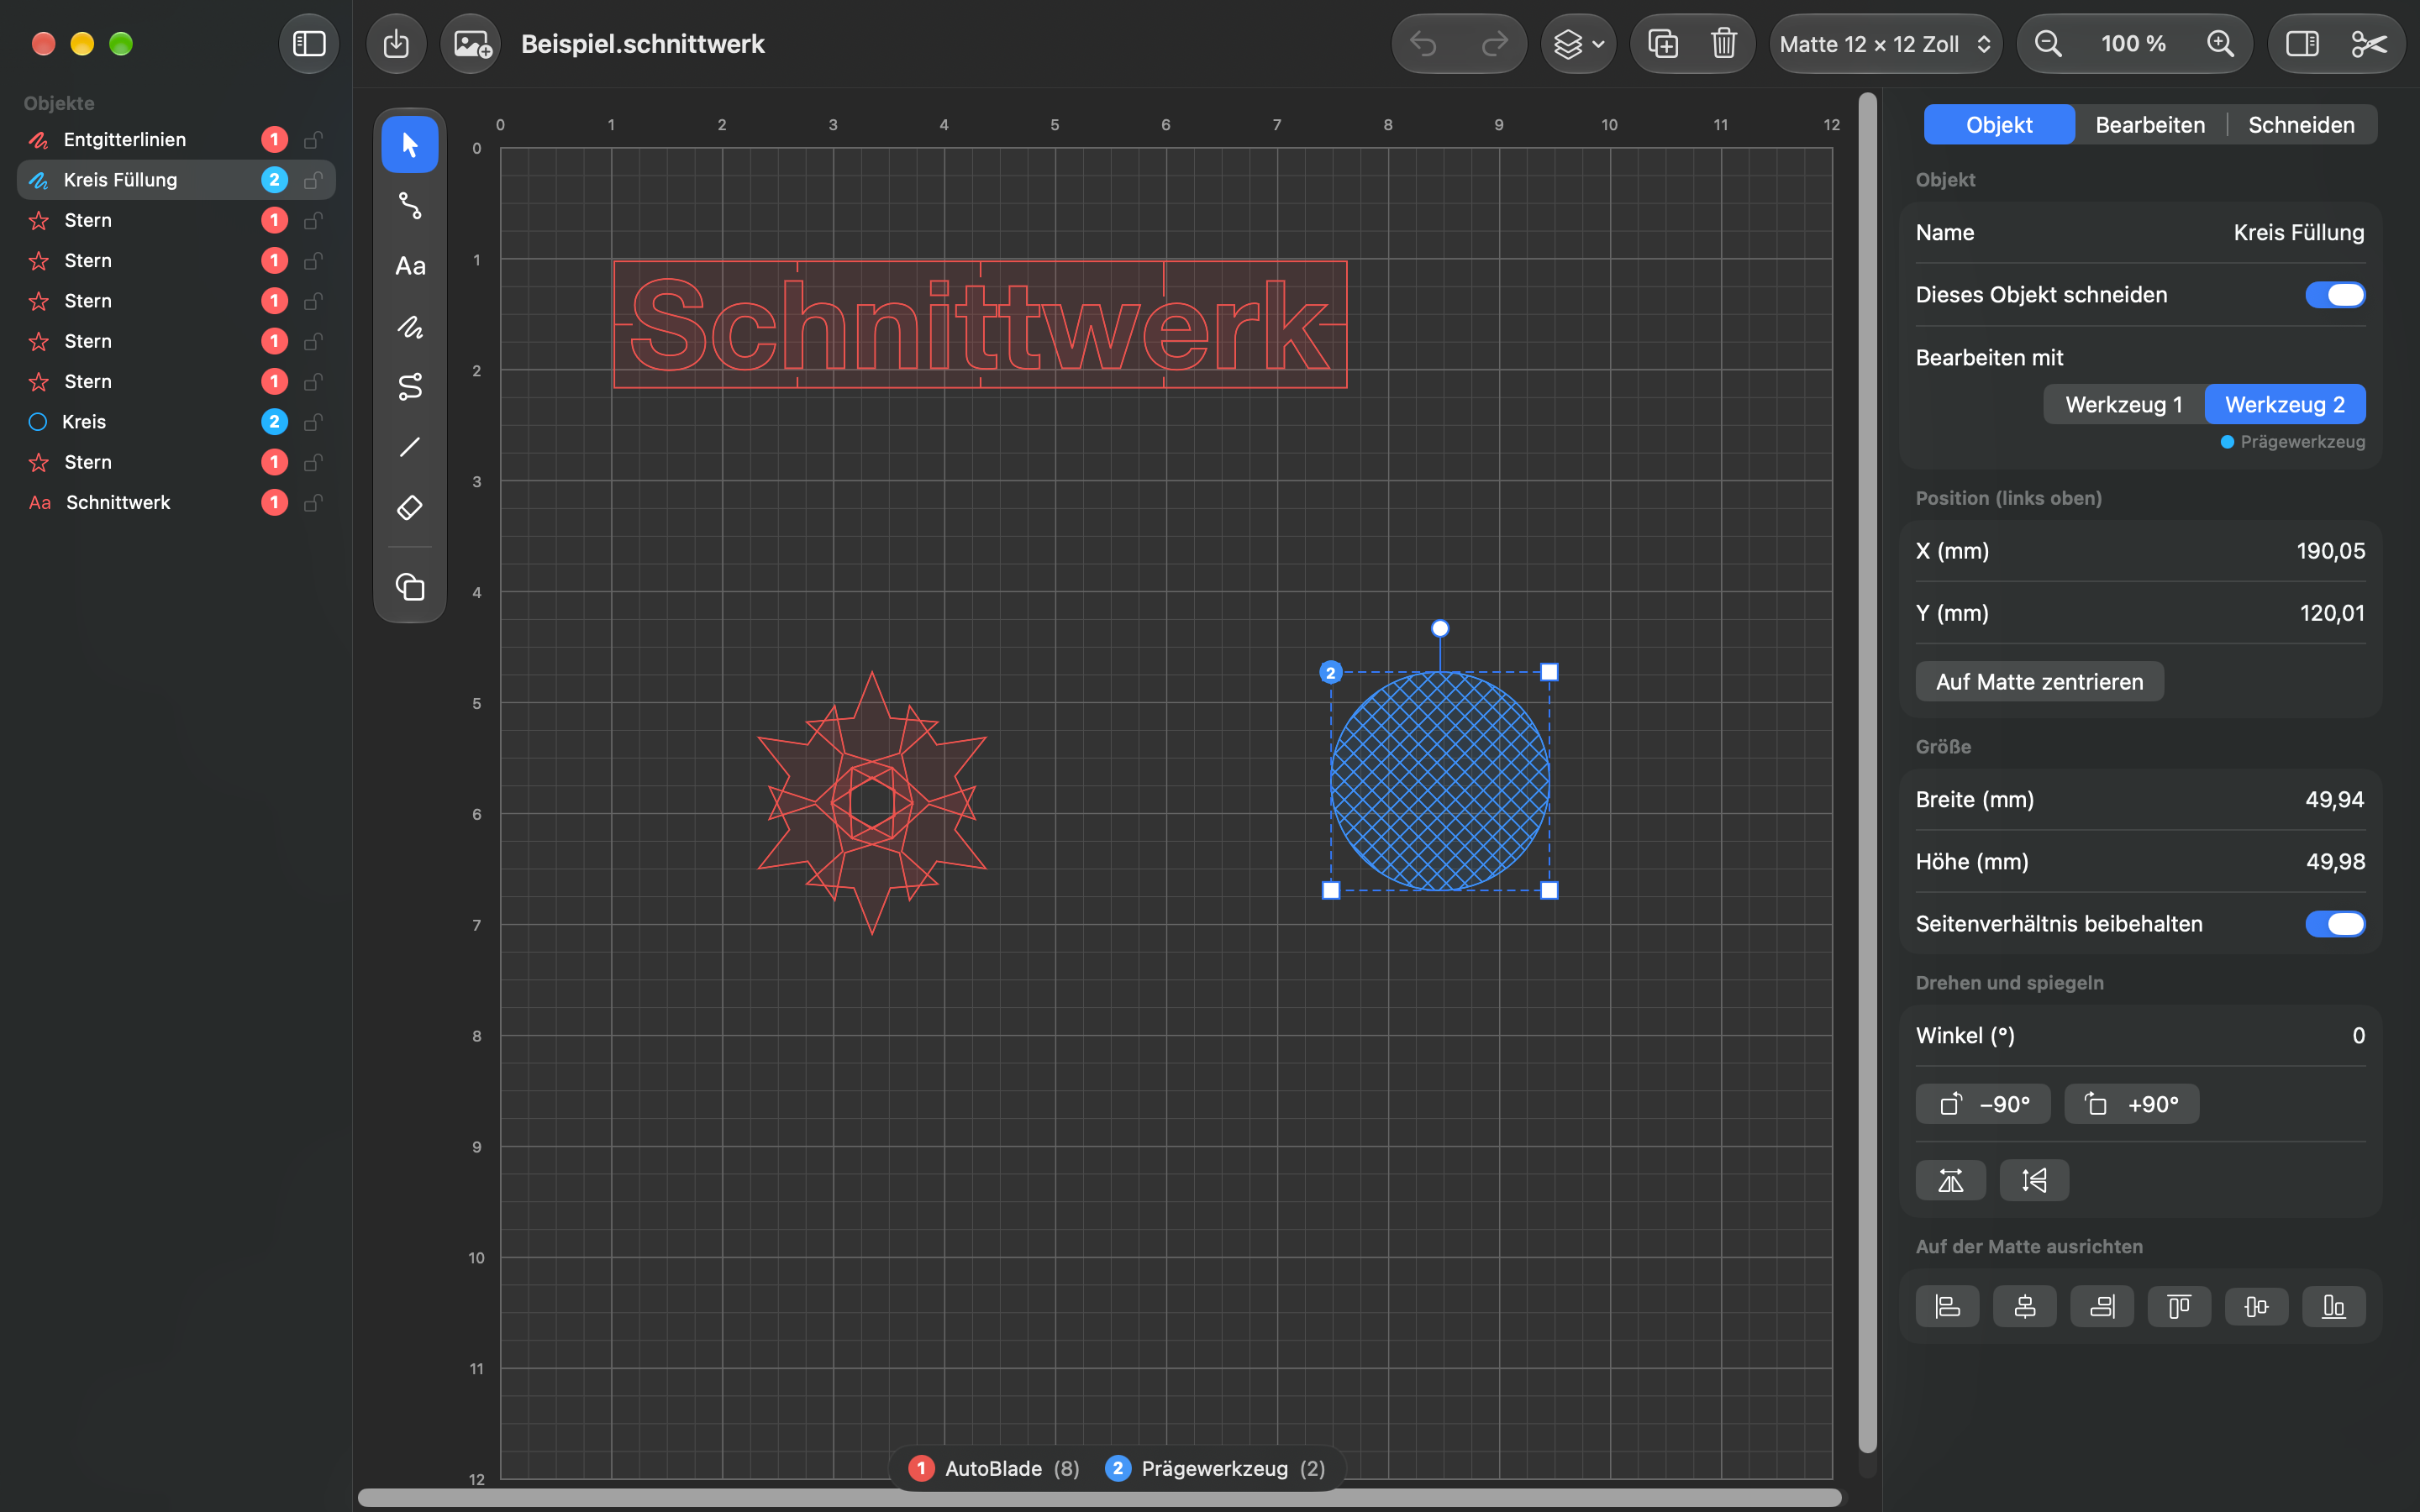 Beispiel.schnittwerk
Matte 12 × 12 Zoll
100 %
Objekte
Entgitterlinien 1
Kreis Füllung 2
Stern 1
Stern 1
Stern 1
Stern 1
Stern 1
Kreis 2
Stern 1
Aa Schnittwerk 1
Aa
0 1 2 3 4 5 6 7 8 9 10 11 12
0
1
2
3
4
5
6
7
8
9
10
11
12
Schnittwerk
2
1 AutoBlade (8) 2 Prägewerkzeug (2)
Objekt Bearbeiten Schneiden
Objekt
Name Kreis Füllung
Dieses Objekt schneiden
Bearbeiten mit
Werkzeug 1 Werkzeug 2
Prägewerkzeug
Position (links oben)
X (mm) 190,05
Y (mm) 120,01
Auf Matte zentrieren
Größe
Breite (mm) 49,94
Höhe (mm) 49,98
Seitenverhältnis beibehalten
Drehen und spiegeln
Winkel (°) 0
−90° +90°
Auf der Matte ausrichten